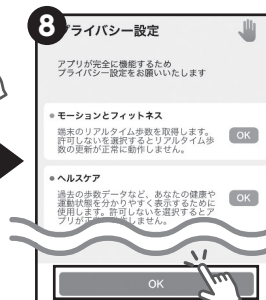 8
プライバシー設定
アプリが完全に機能するため
プライバシー設定をお願いいたします
モーションとフィットネス
端末のリアルタイム歩数を取得します。
許可しないを選択するとリアルタイム歩
数の更新が正常に動作しません。
OK
ヘルスケア
過去の歩数データなど、あなたの健康や
運動状態を分かりやすく表示するために
使用します。許可しないを選択するとア
プリが正 しません。
OK
OK